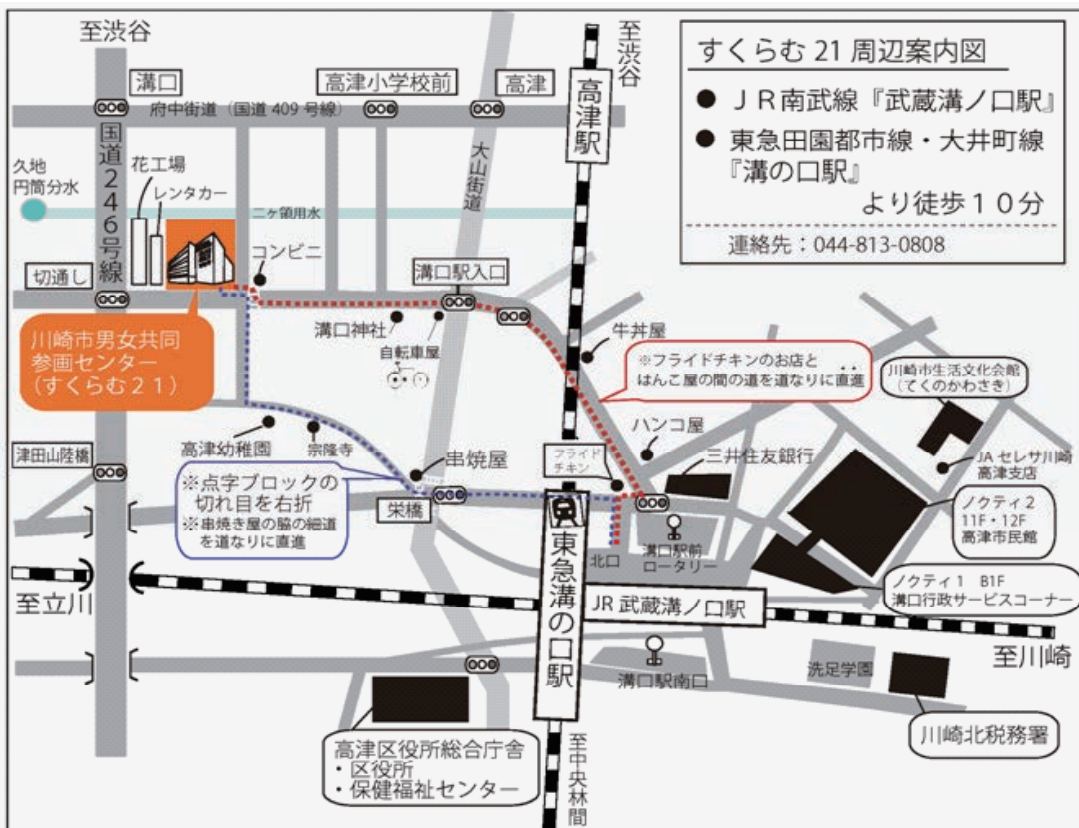 至渋谷
溝口
高津小学校前
高津
至渋谷
府中街道（国道409号線）
国道246号線
大山街道
高津駅
すくらむ21周辺案内図
● ＪＲ南武線『武蔵溝ノ口駅』
● 東急田園都市線・大井町線
『溝の口駅』
より徒歩１０分
連絡先：044-813-0808
久地
円筒分水
花工場
レンタカー
二ヶ領用水
コンビニ
切通し
溝口駅入口
川崎市男女共同
参画センター
（すくらむ２１）
溝口神社
自転車屋
牛丼屋
※フライドチキンのお店と
はんこ屋の間の道を道なりに直進
川崎市生活文化会館
（てくのかわさき）
高津幼稚園
宗隆寺
ハンコ屋
津田山陸橋
串焼屋
フライド
チキン
三井住友銀行
JAセレサ川崎
高津支店
※点字ブロックの
切れ目を右折
※串焼き屋の脇の細道
を道なりに直進
栄橋
北口
溝口駅前
ロータリー
ノクティ２
11F・12F
高津市民館
ノクティ１　B1F
溝口行政サービスコーナー
東急溝の口駅
JR武蔵溝ノ口駅
至立川
至川崎
溝口駅南口
洗足学園
川崎北税務署
高津区役所総合庁舎
・区役所
・保健福祉センター
至中央林間